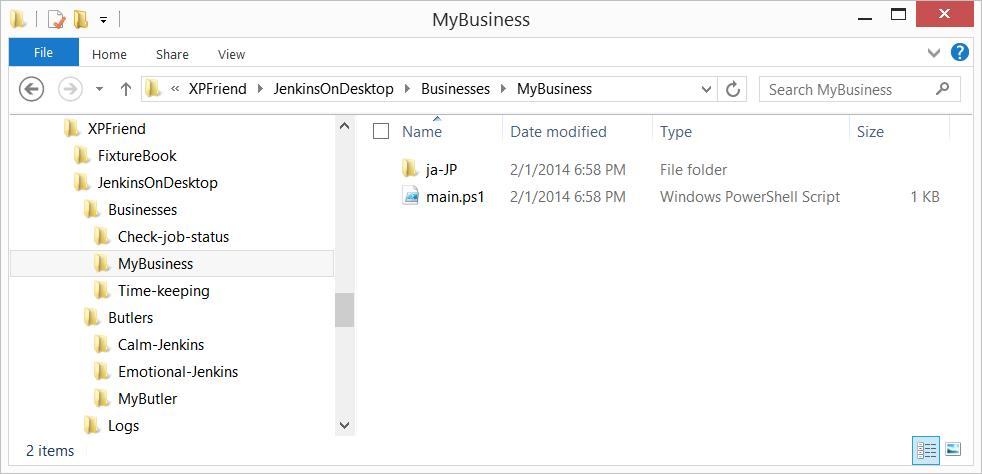 MyBusiness
File Home Share View
« XPFriend JenkinsOnDesktop Businesses MyBusiness Search MyBusiness
XPFriend
FixtureBook
JenkinsOnDesktop
Businesses
Check-job-status
MyBusiness
Time-keeping
Butlers
Calm-Jenkins
Emotional-Jenkins
MyButler
Logs
Name Date modified Type Size
ja-JP 2/1/2014 6:58 PM File folder
main.ps1 2/1/2014 6:58 PM Windows PowerShell Script 1 KB
2 items